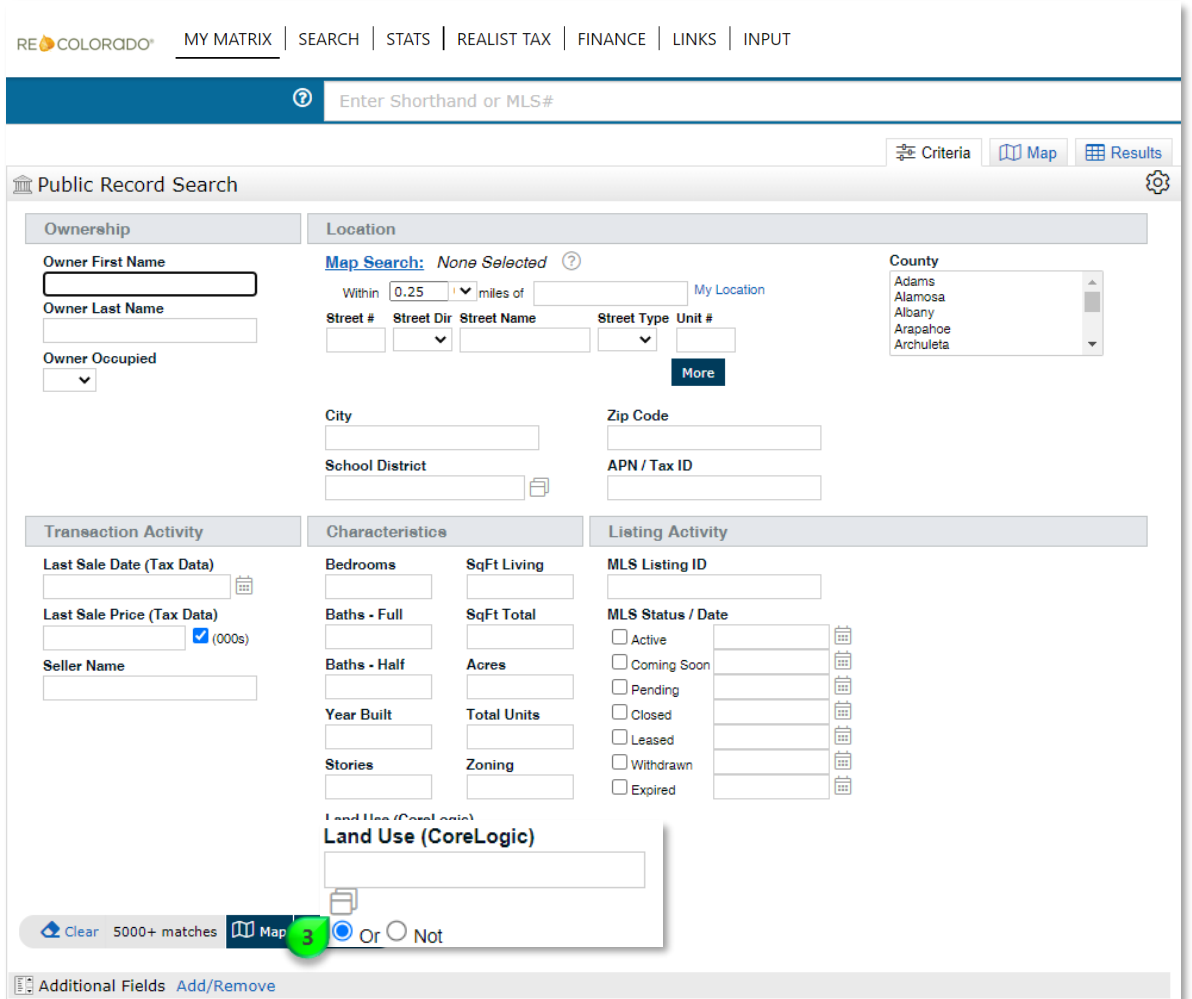 RECOLORADO® MY MATRIX SEARCH STATS REALIST TAX FINANCE LINKS INPUT
Enter Shorthand or MLS#
Criteria Map Results
Public Record Search
Ownership Location
Owner First Name Map Search: None Selected ? County
Within 0.25 miles of My Location
Adams
Alamosa
Albany
Arapahoe
Archuleta
Owner Last Name Street # Street Dir Street Name Street Type Unit #
Owner Occupied
More
City Zip Code
School District APN / Tax ID
Transaction Activity Characteristics Listing Activity
Last Sale Date (Tax Data) Bedrooms SqFt Living MLS Listing ID
Last Sale Price (Tax Data) Baths - Full SqFt Total MLS Status / Date
(000s) Active
Seller Name Baths - Half Acres Coming Soon
Pending
Year Built Total Units Closed
Leased
Stories Zoning Withdrawn
Expired
Land Use (CoreLogic)
Land Use (CoreLogic)
Clear 5000+ matches Map 3 Or Not
Additional Fields Add/Remove